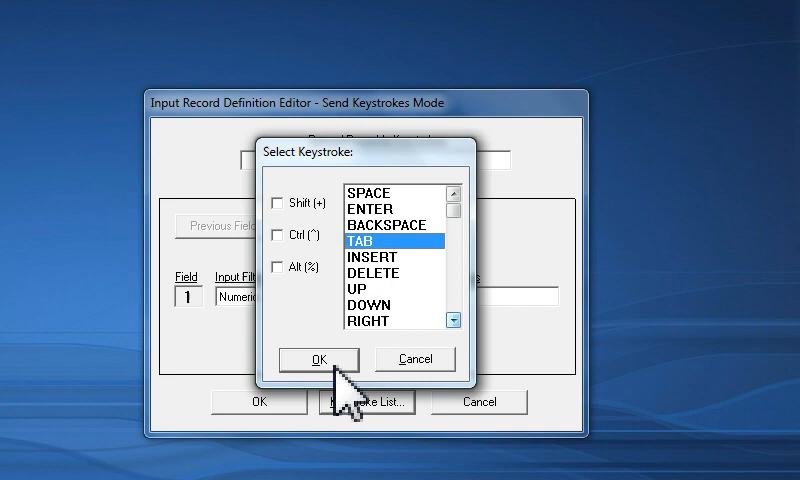 Input Record Definition Editor - Send Keystrokes Mode
Select Keystroke:
Shift (+)
Ctrl (^)
Alt (%)
SPACE
ENTER
BACKSPACE
TAB
INSERT
DELETE
UP
DOWN
RIGHT
Previous Field
Field
Input Filt
1
Numeric
OK
Cancel
OK
ke List...
Cancel